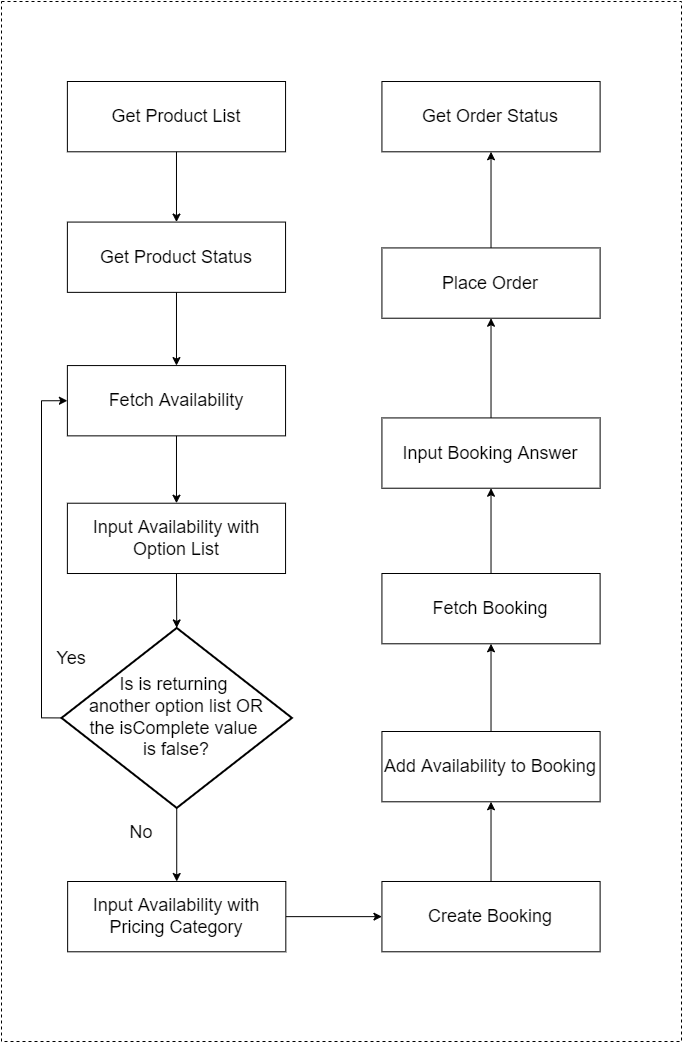 Get Product List
Get Product Status
Fetch Availability
Input Availability with
Option List
Yes
Is is returning
another option list OR
the isComplete value
is false?
No
Input Availability with
Pricing Category
Create Booking
Add Availability to Booking
Fetch Booking
Input Booking Answer
Place Order
Get Order Status